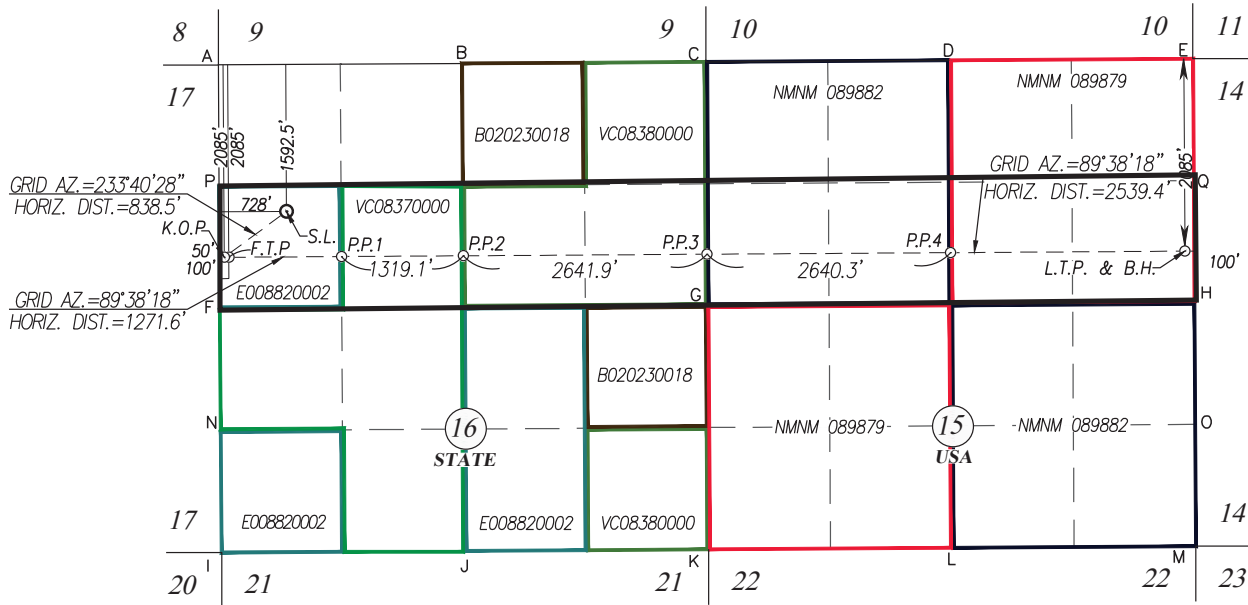 8 9 9 10 10 11
A B C D E
17 14
NMNM 089882 NMNM 089879
B020230018 VC08380000
2085' 2085' 1592.5' 2085'
GRID AZ.=233°40'28" GRID AZ.=89°38'18"
HORIZ. DIST.=838.5' HORIZ. DIST.=2539.4'
P Q
728' VC08370000
K.O.P. S.L.
50' F.T.P P.P.1 P.P.2 P.P.3 P.P.4
100' 1319.1' 2641.9' 2640.3' L.T.P. & B.H. 100'
E008820002
GRID AZ.=89°38'18"
HORIZ. DIST.=1271.6'
F G H
B020230018
N 16 NMNM 089879 15 NMNM 089882 O
STATE USA
17 E008820002 E008820002 VC08380000 14
I J K L M
20 21 21 22 22 23